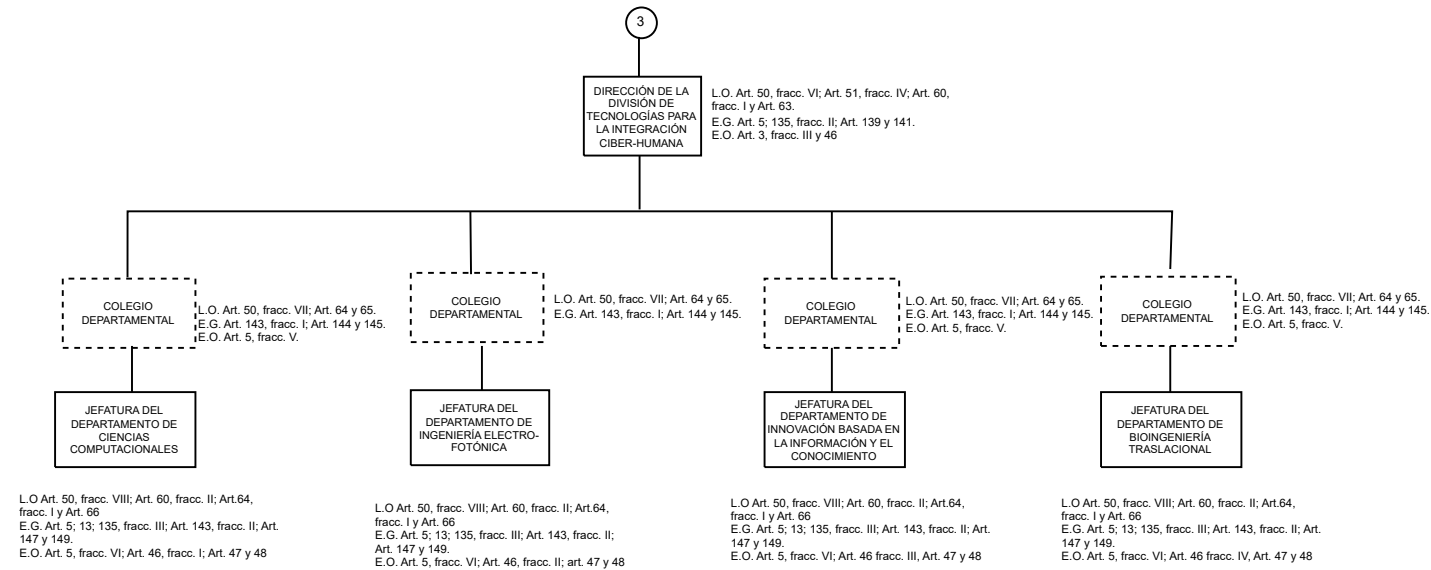 3
DIRECCIÓN DE LA
DIVISIÓN DE
TECNOLOGÍAS PARA
LA INTEGRACIÓN
CIBER-HUMANA
L.O. Art. 50, fracc. VI; Art. 51, fracc. IV; Art. 60,
fracc. I y Art. 63.
E.G. Art. 5; 135, fracc. II; Art. 139 y 141.
E.O. Art. 3, fracc. III y 46
COLEGIO
DEPARTAMENTAL
L.O. Art. 50, fracc. VII; Art. 64 y 65.
E.G. Art. 143, fracc. I; Art. 144 y 145.
E.O. Art. 5, fracc. V.
COLEGIO
DEPARTAMENTAL
L.O. Art. 50, fracc. VII; Art. 64 y 65.
E.G. Art. 143, fracc. I; Art. 144 y 145.
COLEGIO
DEPARTAMENTAL
L.O. Art. 50, fracc. VII; Art. 64 y 65.
E.G. Art. 143, fracc. I; Art. 144 y 145.
E.O. Art. 5, fracc. V.
COLEGIO
DEPARTAMENTAL
L.O. Art. 50, fracc. VII; Art. 64 y 65.
E.G. Art. 143, fracc. I; Art. 144 y 145.
E.O. Art. 5, fracc. V.
JEFATURA DEL
DEPARTAMENTO DE
CIENCIAS
COMPUTACIONALES
JEFATURA DEL
DEPARTAMENTO DE
INGENIERÍA ELECTRO-
FOTÓNICA
JEFATURA DEL
DEPARTAMENTO DE
INNOVACIÓN BASADA EN
LA INFORMACIÓN Y EL
CONOCIMIENTO
JEFATURA DEL
DEPARTAMENTO DE
BIOINGENIERÍA
TRASLACIONAL
L.O Art. 50, fracc. VIII; Art. 60, fracc. II; Art.64,
fracc. I y Art. 66
E.G. Art. 5; 13; 135, fracc. III; Art. 143, fracc. II; Art.
147 y 149.
E.O. Art. 5, fracc. VI; Art. 46, fracc. I; Art. 47 y 48
L.O Art. 50, fracc. VIII; Art. 60, fracc. II; Art.64,
fracc. I y Art. 66
E.G. Art. 5; 13; 135, fracc. III; Art. 143, fracc. II;
Art. 147 y 149.
E.O. Art. 5, fracc. VI; Art. 46, fracc. II; art. 47 y 48
L.O Art. 50, fracc. VIII; Art. 60, fracc. II; Art.64,
fracc. I y Art. 66
E.G. Art. 5; 13; 135, fracc. III; Art. 143, fracc. II; Art.
147 y 149.
E.O. Art. 5, fracc. VI; Art. 46 fracc. III, Art. 47 y 48
L.O Art. 50, fracc. VIII; Art. 60, fracc. II; Art.64,
fracc. I y Art. 66
E.G. Art. 5; 13; 135, fracc. III; Art. 143, fracc. II; Art.
147 y 149.
E.O. Art. 5, fracc. VI; Art. 46 fracc. IV, Art. 47 y 48